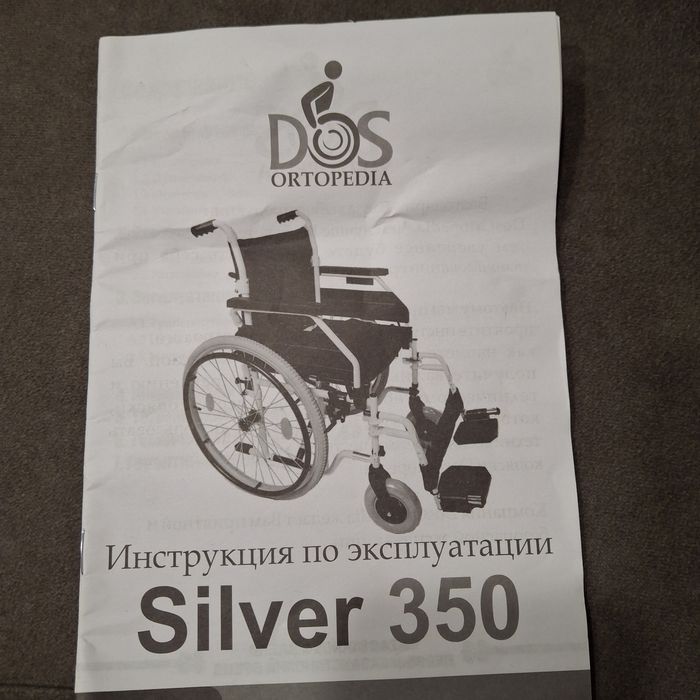 DOS
ORTOPEDIA
Инструкция по эксплуатации
Silver 350